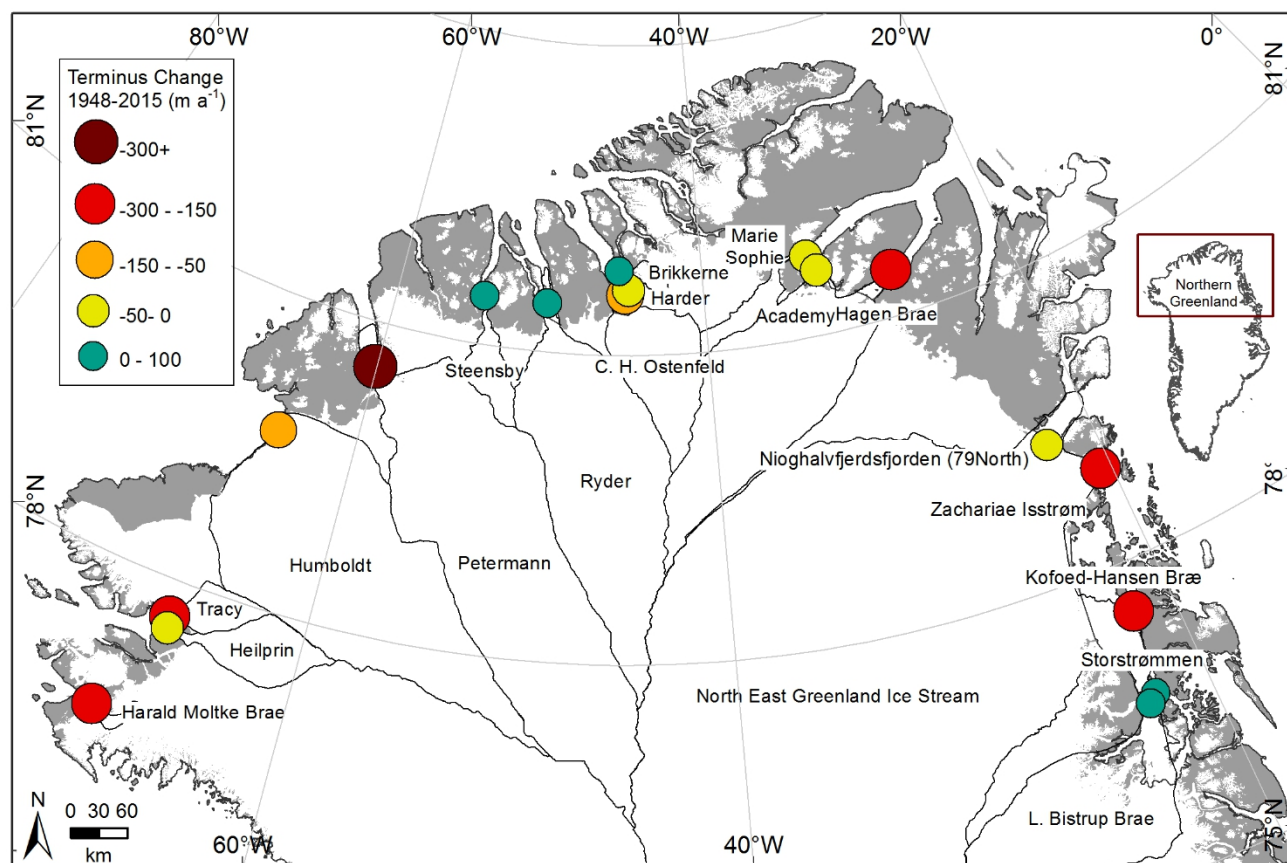 80°W
60°W
40°W
20°W
0°
81°N
81°N
Terminus Change
1948-2015 (m a-1)
-300+
-300 - -150
-150 - -50
-50- 0
0 - 100
Northern
Greenland
Marie
Sophie
Brikkerne
Harder
Academy
Hagen Brae
Steensby
C. H. Ostenfeld
Nioghalvfjerdsfjorden (79North)
78°N
78°
Ryder
Zachariae Isstrøm
Humboldt
Petermann
Kofoed-Hansen Bræ
Tracy
Heilprin
Storstrømmen
North East Greenland Ice Stream
Harald Moltke Brae
L. Bistrup Brae
N
0 30 60
km
60°W
40°W
75°N